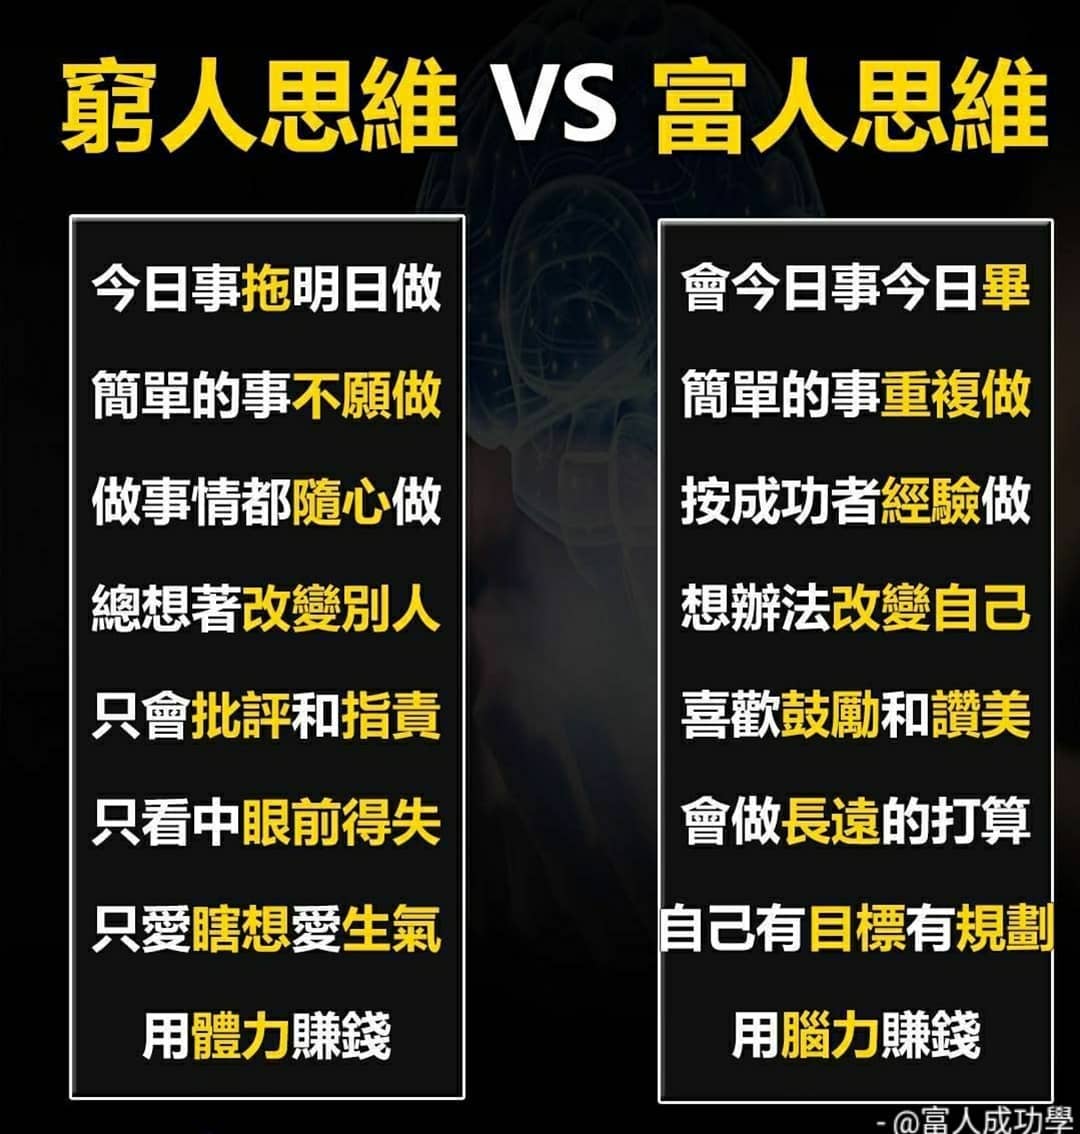 窮人思維 VS 富人思維
今日事拖明日做
簡單的事不願做
做事情都隨心做
總想著改變別人
只會批評和指責
只看中眼前得失
只愛瞎想愛生氣
用體力賺錢
會今日事今日畢
簡單的事重複做
按成功者經驗做
想辦法改變自己
喜歡鼓勵和讚美
會做長遠的打算
自己有目標有規劃
用腦力賺錢
- @富人成功學